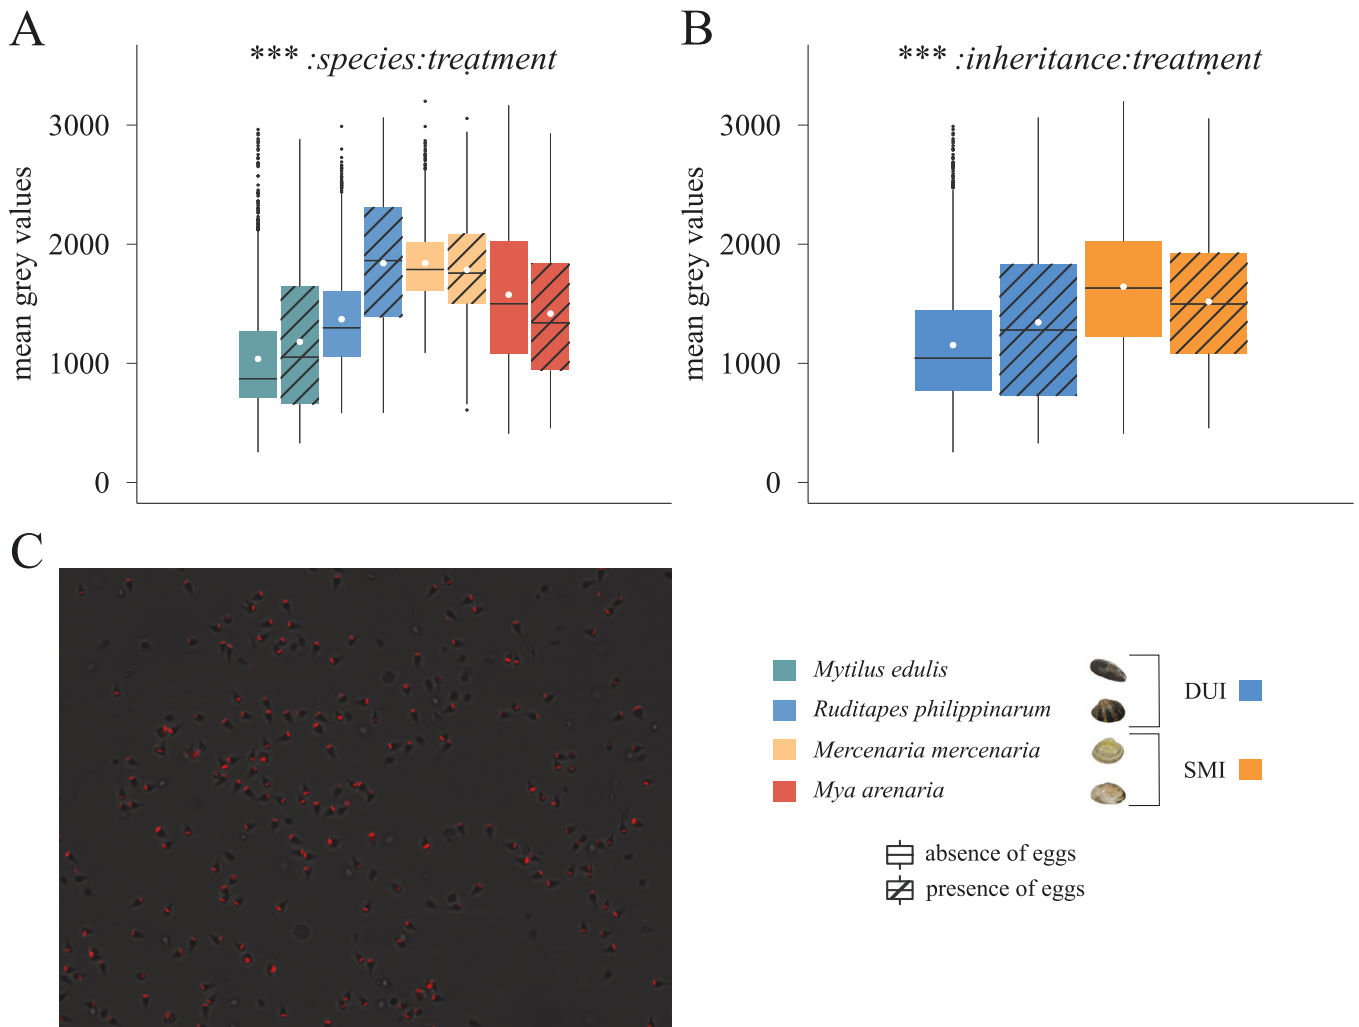 A
*** :species:treatment
mean grey values
3000
2000
1000
0
B
*** :inheritance:treatment
mean grey values
3000
2000
1000
0
C
Mytilus edulis
Ruditapes philippinarum
Mercenaria mercenaria
Mya arenaria
DUI
SMI
absence of eggs
presence of eggs